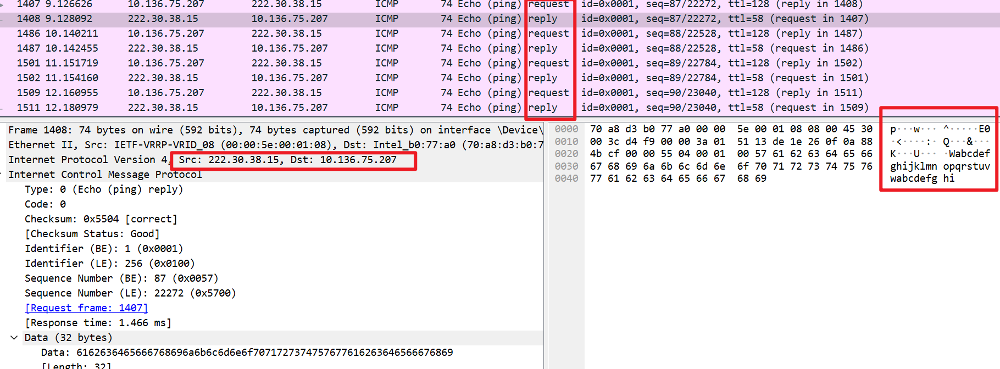 1407 9.126626 10.136.75.207 222.30.38.15 ICMP 74 Echo (ping) request id=0x0001, seq=87/22272, ttl=128 (reply in 1408)
1408 9.128092 222.30.38.15 10.136.75.207 ICMP 74 Echo (ping) reply id=0x0001, seq=87/22272, ttl=58 (request in 1407)
1486 10.140211 10.136.75.207 222.30.38.15 ICMP 74 Echo (ping) request id=0x0001, seq=88/22528, ttl=128 (reply in 1487)
1487 10.142455 222.30.38.15 10.136.75.207 ICMP 74 Echo (ping) reply id=0x0001, seq=88/22528, ttl=58 (request in 1486)
1501 11.151719 10.136.75.207 222.30.38.15 ICMP 74 Echo (ping) request id=0x0001, seq=89/22784, ttl=128 (reply in 1502)
1502 11.154160 222.30.38.15 10.136.75.207 ICMP 74 Echo (ping) reply id=0x0001, seq=89/22784, ttl=58 (request in 1501)
1509 12.160955 10.136.75.207 222.30.38.15 ICMP 74 Echo (ping) request id=0x0001, seq=90/23040, ttl=128 (reply in 1511)
1511 12.180979 222.30.38.15 10.136.75.207 ICMP 74 Echo (ping) reply id=0x0001, seq=90/23040, ttl=58 (request in 1509)
Frame 1408: 74 bytes on wire (592 bits), 74 bytes captured (592 bits) on interface \Device\
Ethernet II, Src: IETF-VRRP-VRID_08 (00:00:5e:00:01:08), Dst: Intel_b0:77:a0 (70:a8:d3:b0:7
Internet Protocol Version 4, Src: 222.30.38.15, Dst: 10.136.75.207
Internet Control Message Protocol
Type: 0 (Echo (ping) reply)
Code: 0
Checksum: 0x5504 [correct]
[Checksum Status: Good]
Identifier (BE): 1 (0x0001)
Identifier (LE): 256 (0x0100)
Sequence Number (BE): 87 (0x0057)
Sequence Number (LE): 22272 (0x5700)
[Request frame: 1407]
[Response time: 1.466 ms]
Data (32 bytes)
Data: 6162636465666768696a6b6c6d6e6f7071727374757677616263646566676869
[Length: 32]
0000 70 a8 d3 b0 77 a0 00 00 5e 00 01 08 08 00 45 30 p···w··· ^·····E0
0010 00 3c d4 f9 00 00 3a 01 51 13 de 1e 26 0f 0a 88 ·<····:· Q···&···
0020 4b cf 00 00 55 04 00 01 00 57 61 62 63 64 65 66 K···U··· ·Wabcdef
0030 67 68 69 6a 6b 6c 6d 6e 6f 70 71 72 73 74 75 76 ghijklmn opqrstuv
0040 77 61 62 63 64 65 66 67 68 69 wabcdefg hi